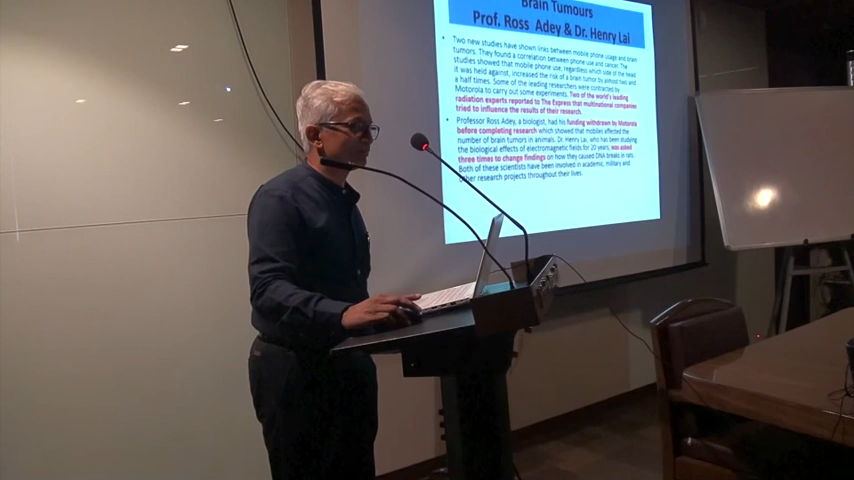 Brain Tumours
Prof. Ross Adey & Dr. Henry Lai
• Two new studies have shown links between mobile phone usage and brain
tumors. They found a correlation between phone use and cancer. The
studies showed that mobile phone use, regardless which side of the head
it was held against, increased the risk of a brain tumor by almost two and
a half times. Some of the leading researchers were contracted by
Motorola to carry out some experiments. Two of the world's leading
radiation experts reported to The Express that multinational companies
tried to influence the results of their research.
• Professor Ross Adey, a biologist, had his funding withdrawn by Motorola
before completing research which showed that mobiles affected the
number of brain tumors in animals. Dr. Henry Lai, who has been studying
the biological effects of electromagnetic fields for 20 years, was asked
three times to change findings on how they caused DNA breaks in rats.
Both of these scientists have been involved in academic, military and
other research projects throughout their lives.